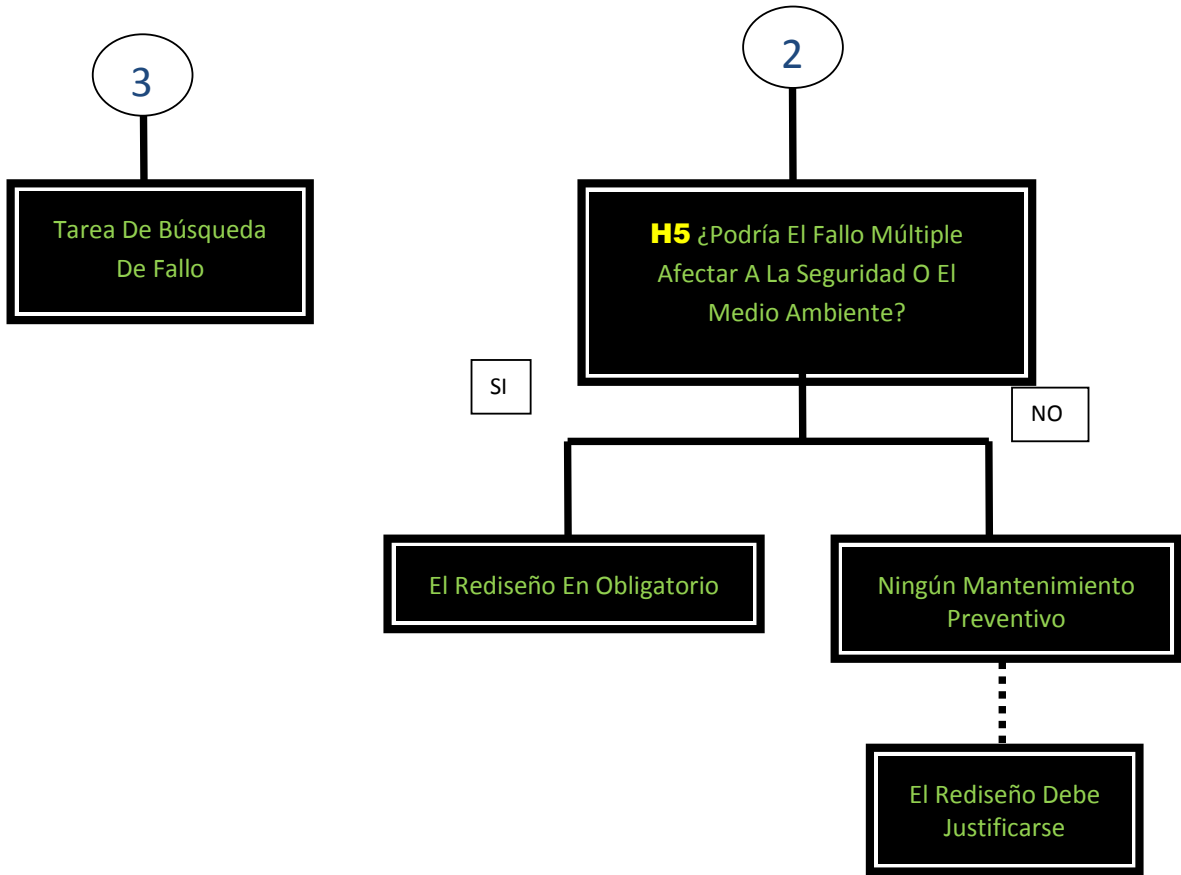 3
Tarea De Búsqueda
De Fallo
2
H5 ¿Podría El Fallo Múltiple
Afectar A La Seguridad O El
Medio Ambiente?
SI
NO
El Rediseño En Obligatorio
Ningún Mantenimiento
Preventivo
El Rediseño Debe
Justificarse